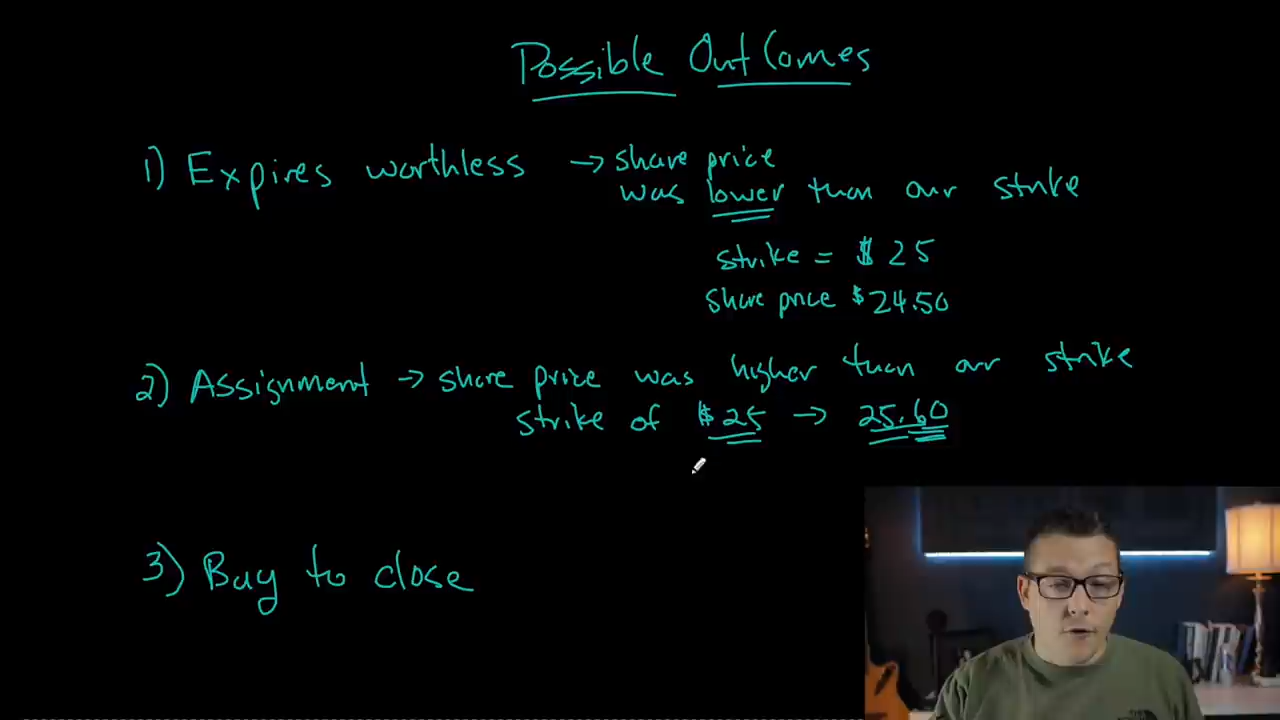 Possible Outcomes
1) Expires worthless → share price
was lower than our strike
strike = $25
share price $24.50
2) Assignment → share price was higher than our strike
strike of $25 → 25.60
3) Buy to close